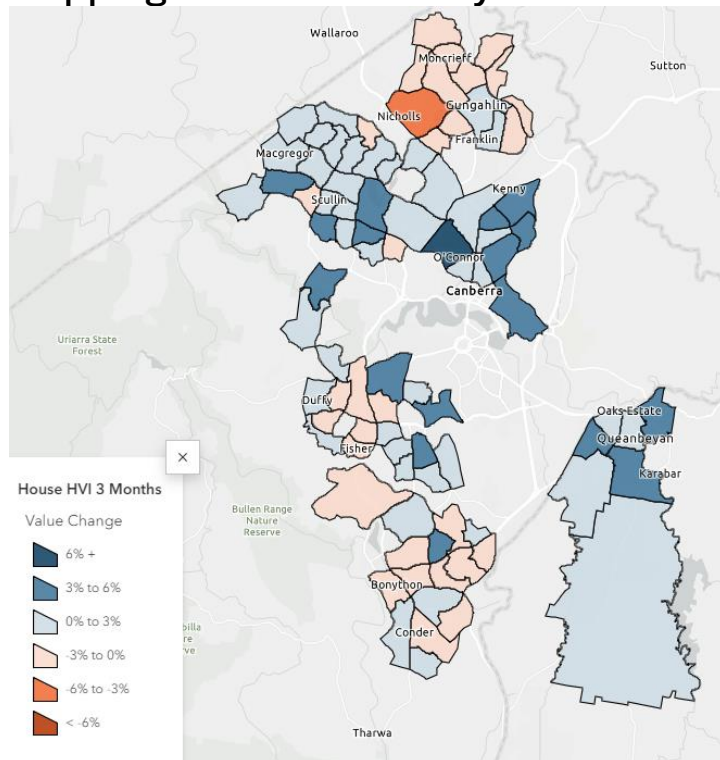 Wallaroo
Moncrieff
Sutton
Gungahlin
Nicholls
Franklin
Macgregor
Kenny
Scullin
O'Connor
Canberra
Uriarra State
Forest
Duffy
Oaks Estate
Queanbeyan
Fisher
Karabar
×
House HVI 3 Months
Value Change
6% +
3% to 6%
0% to 3%
-3% to 0%
-6% to -3%
< -6%
Bullen Range
Nature
Reserve
Bonython
Conder
Tharwa